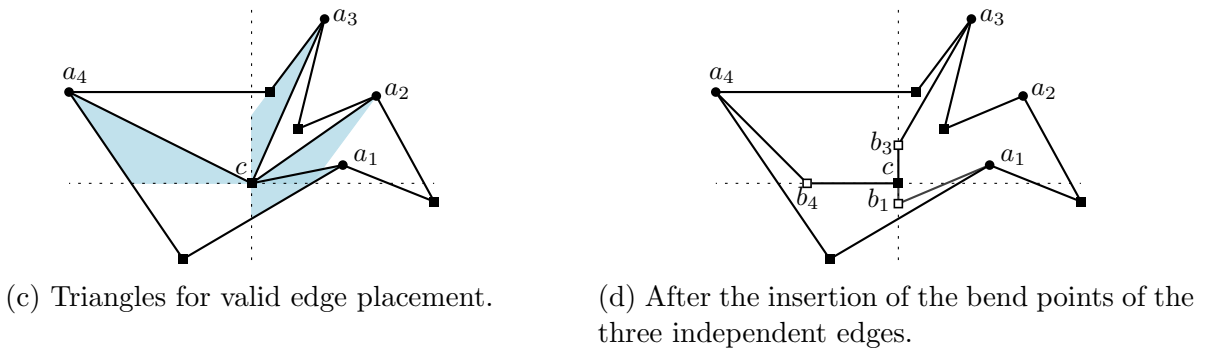 a3
a4
a2
a1
c
a3
a4
a2
b3
a1
c
b4
b1
(c) Triangles for valid edge placement.
(d) After the insertion of the bend points of the
three independent edges.